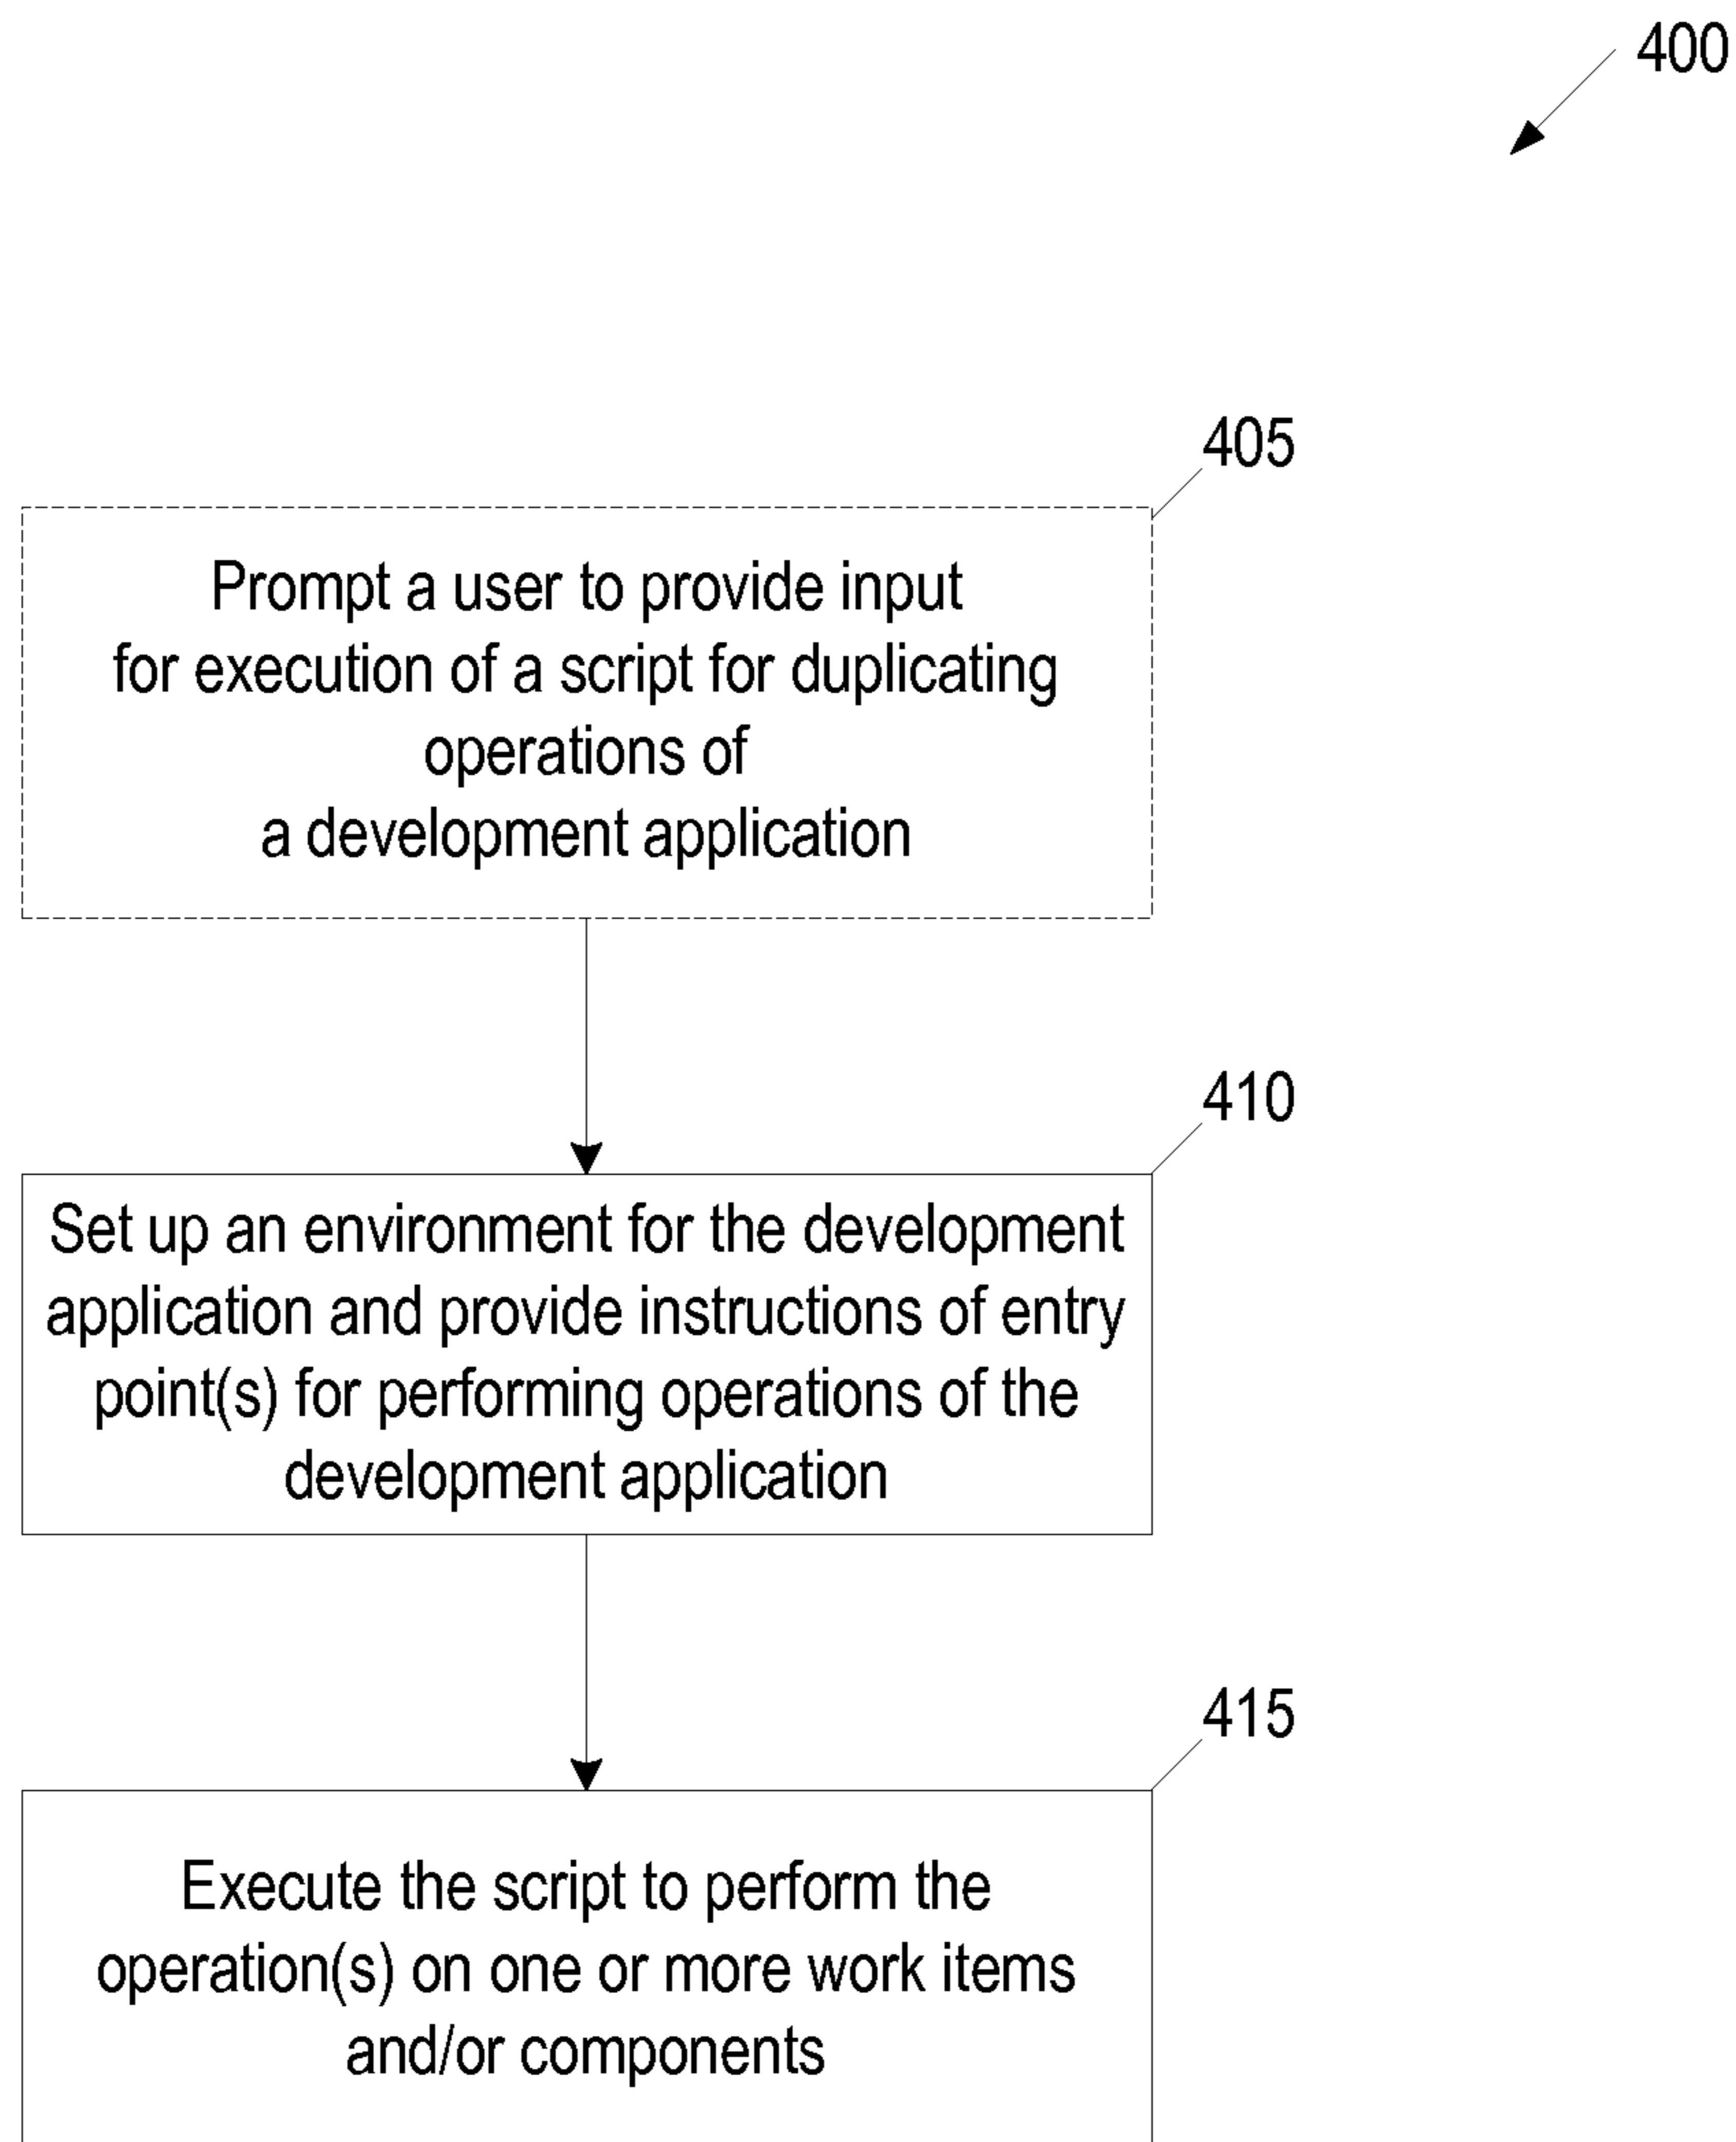 400
405
Prompt a user to provide input
for execution of a script for duplicating
operations of
a development application
410
Set up an environment for the development
application and provide instructions of entry
point(s) for performing operations of the
development application
415
Execute the script to perform the
operation(s) on one or more work items
and/or components